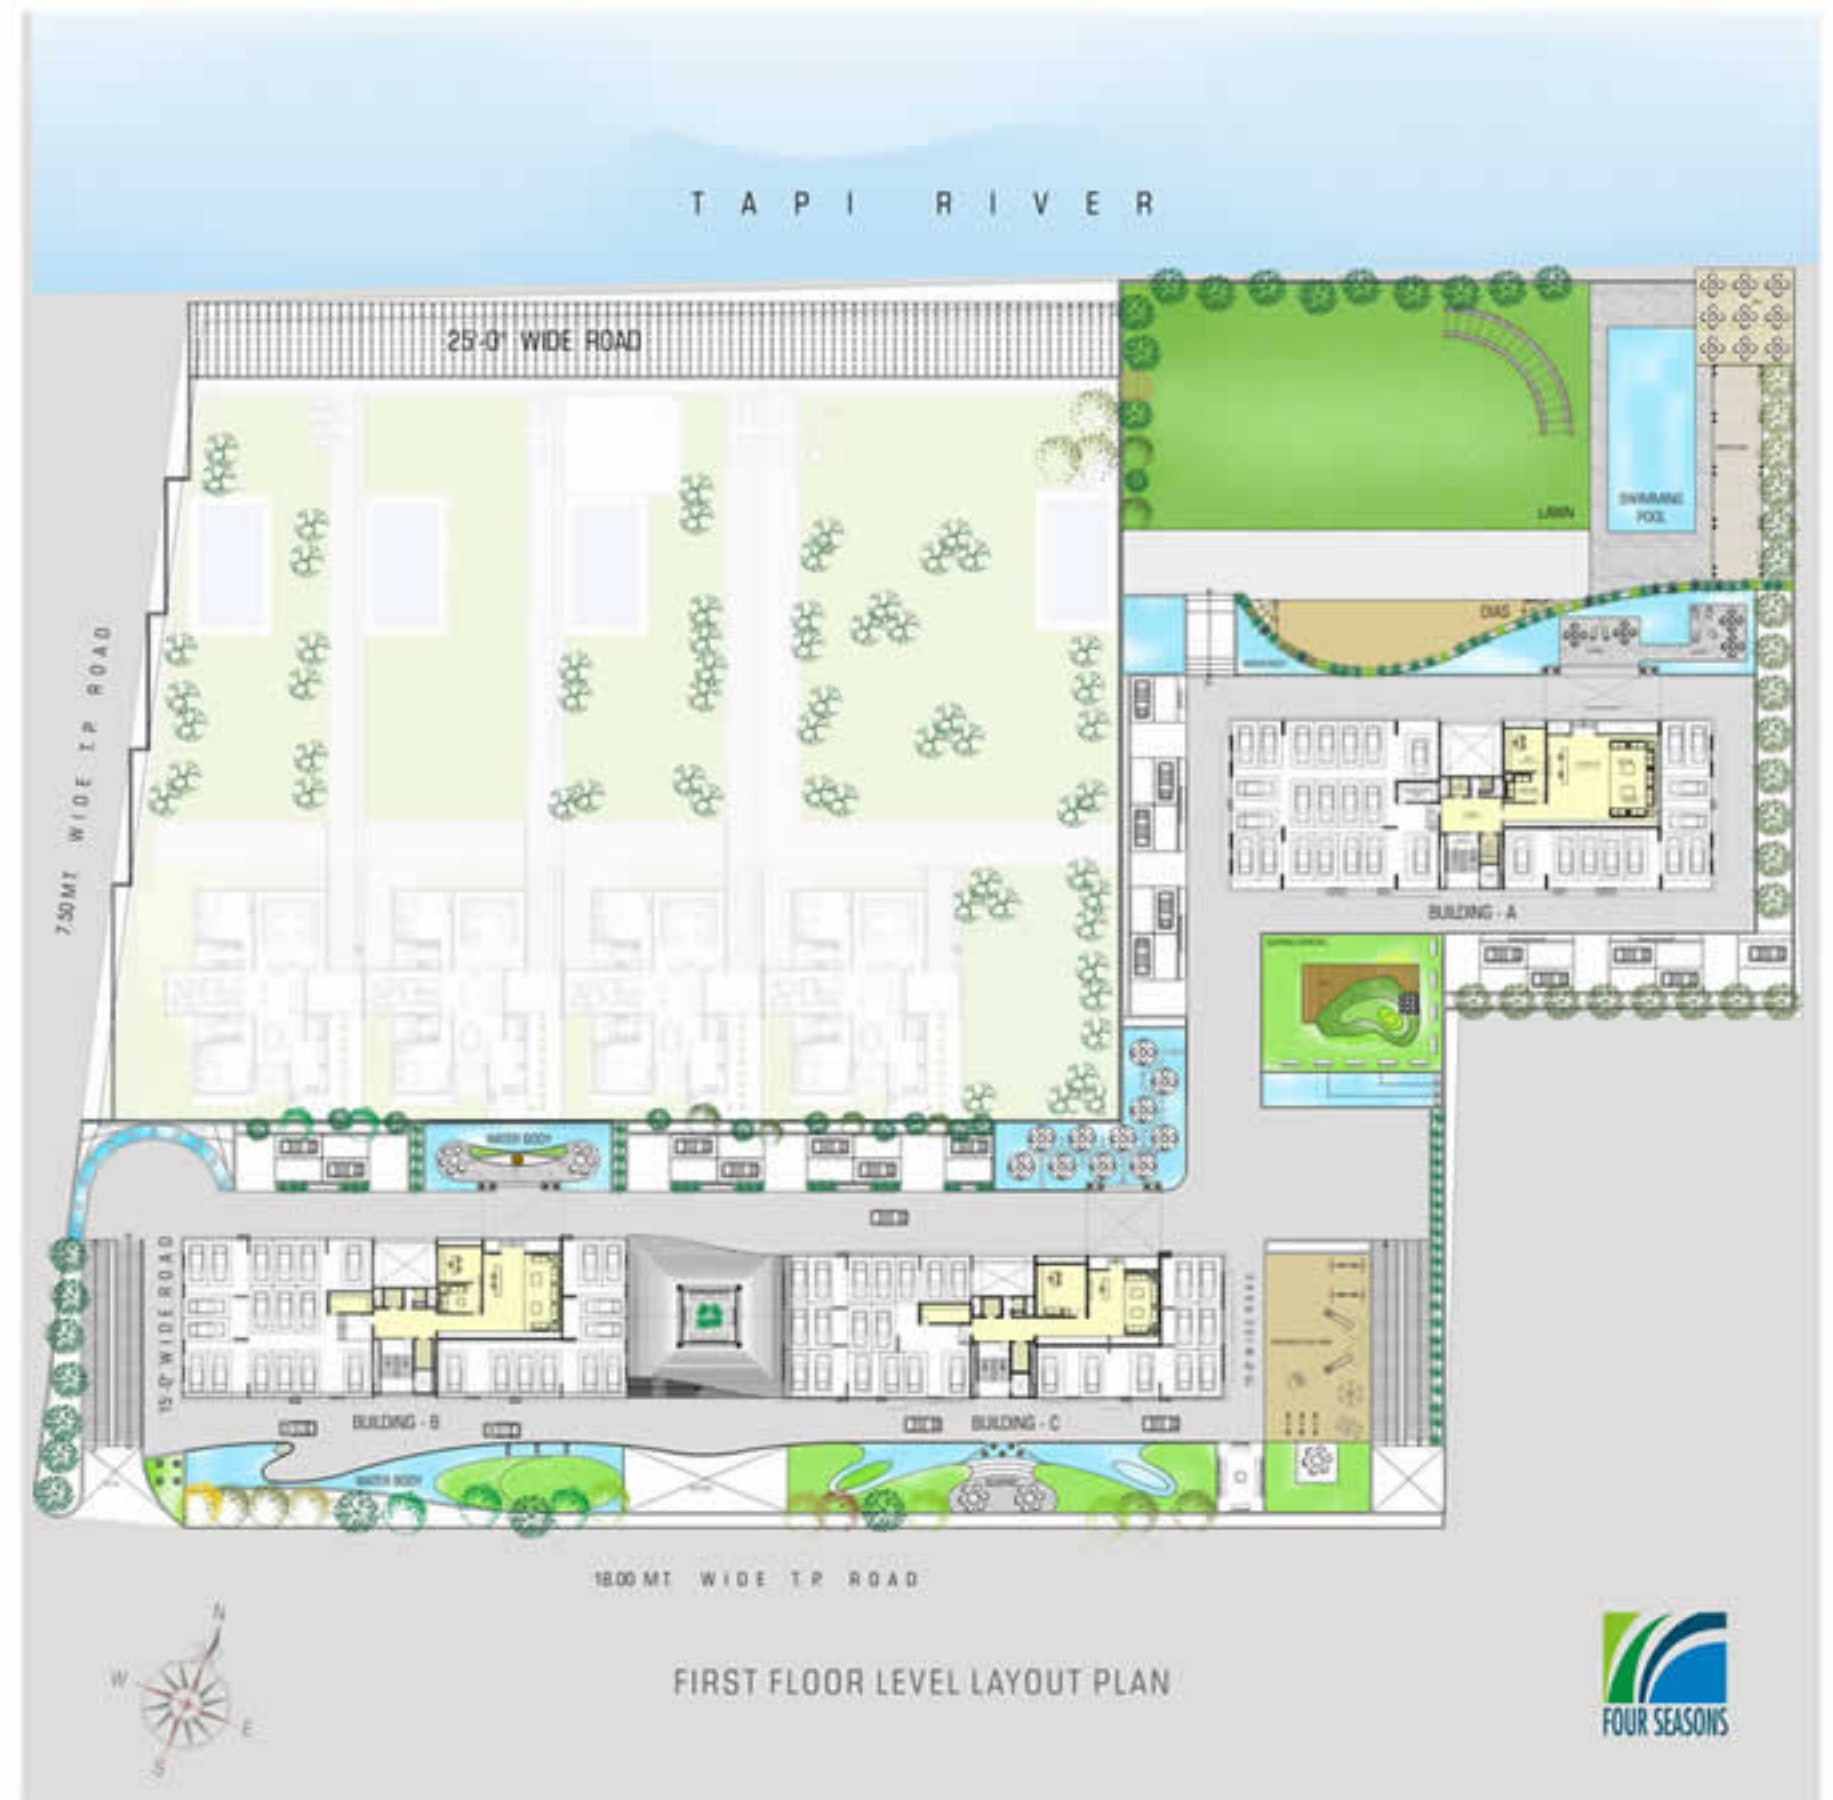 TAPI RIVER
25'-0" WIDE ROAD
LAWN
SWIMMING
POOL
DIAS
7.50 MT. WIDE T.P. ROAD
BUILDING - A
WATER BODY
15'-0" WIDE ROAD
BUILDING - B
BUILDING - C
WATER BODY
18.00 MT. WIDE T.P. ROAD
N
W
E
S
FIRST FLOOR LEVEL LAYOUT PLAN
FOUR SEASONS